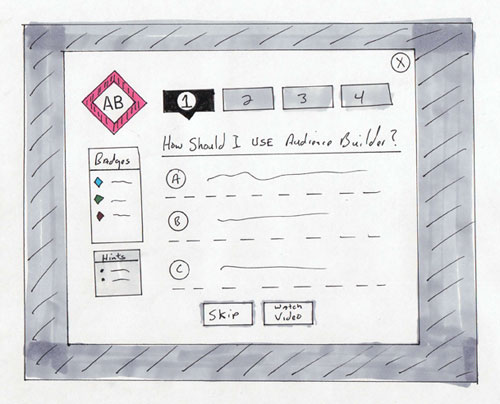 X
AB
1 2 3 4
How Should I USE Audience Builder?
Badges
A
B
Hints
C
Skip
WATCH
VIDEO